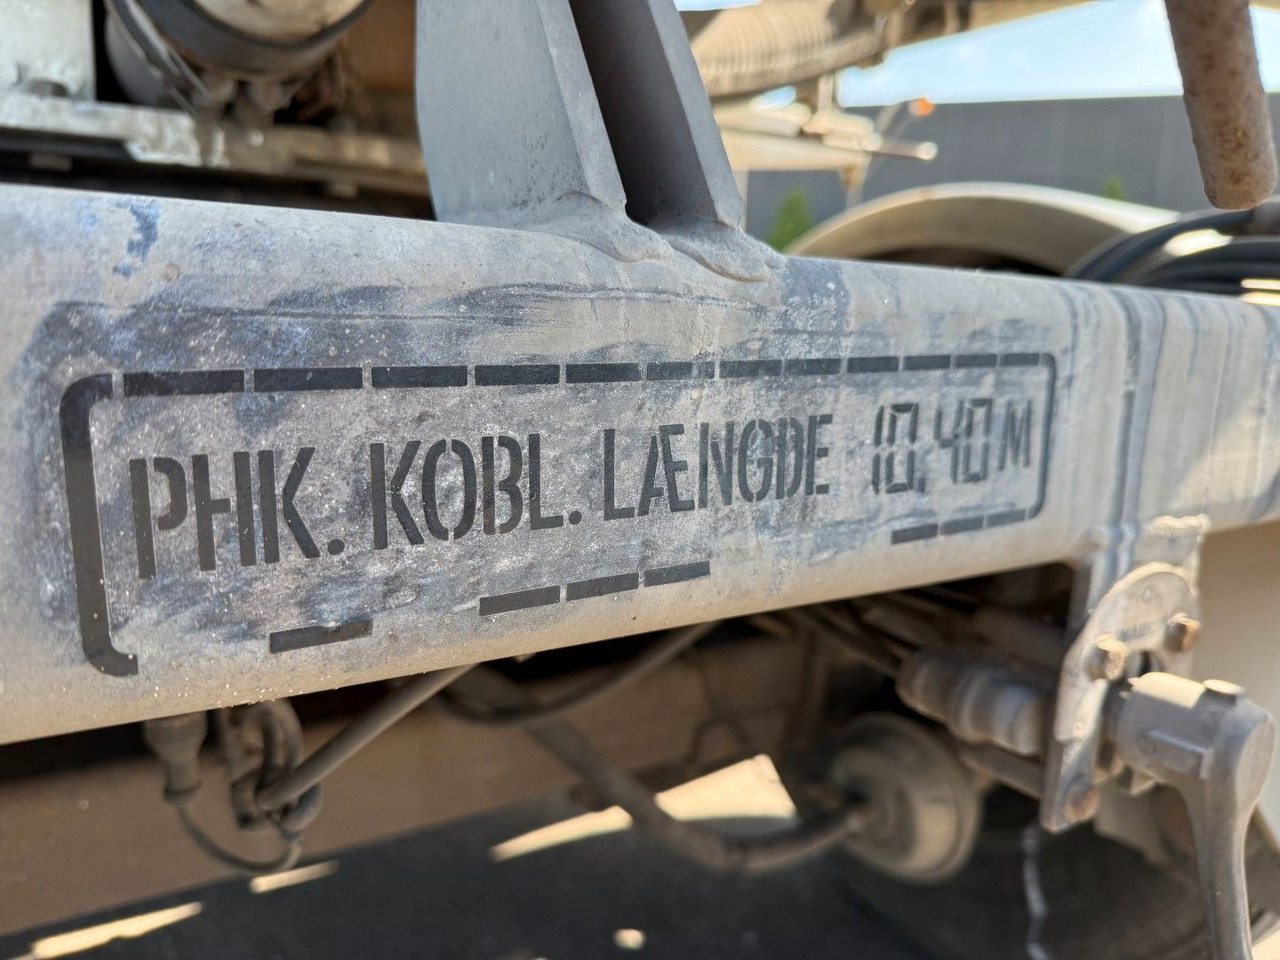 PHK. KOBL. LÆNGDE 10,40 M